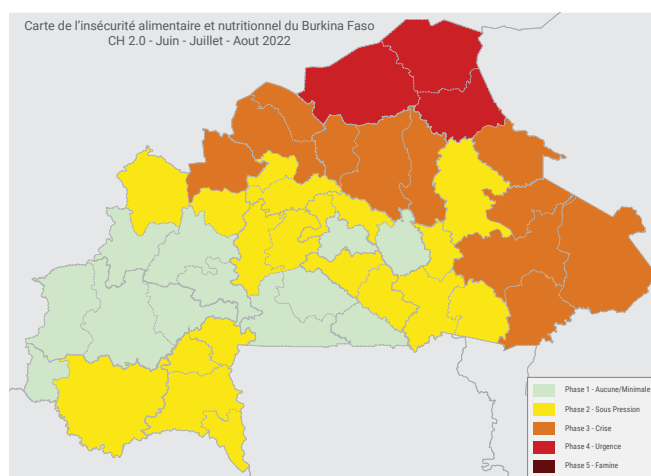 Carte de l'insécurité alimentaire et nutritionnel du Burkina Faso
CH 2.0 - Juin - Juillet - Aout 2022
Phase 1 - Aucune/Minimale
Phase 2 - Sous Pression
Phase 3 - Crise
Phase 4 - Urgence
Phase 5 - Famine